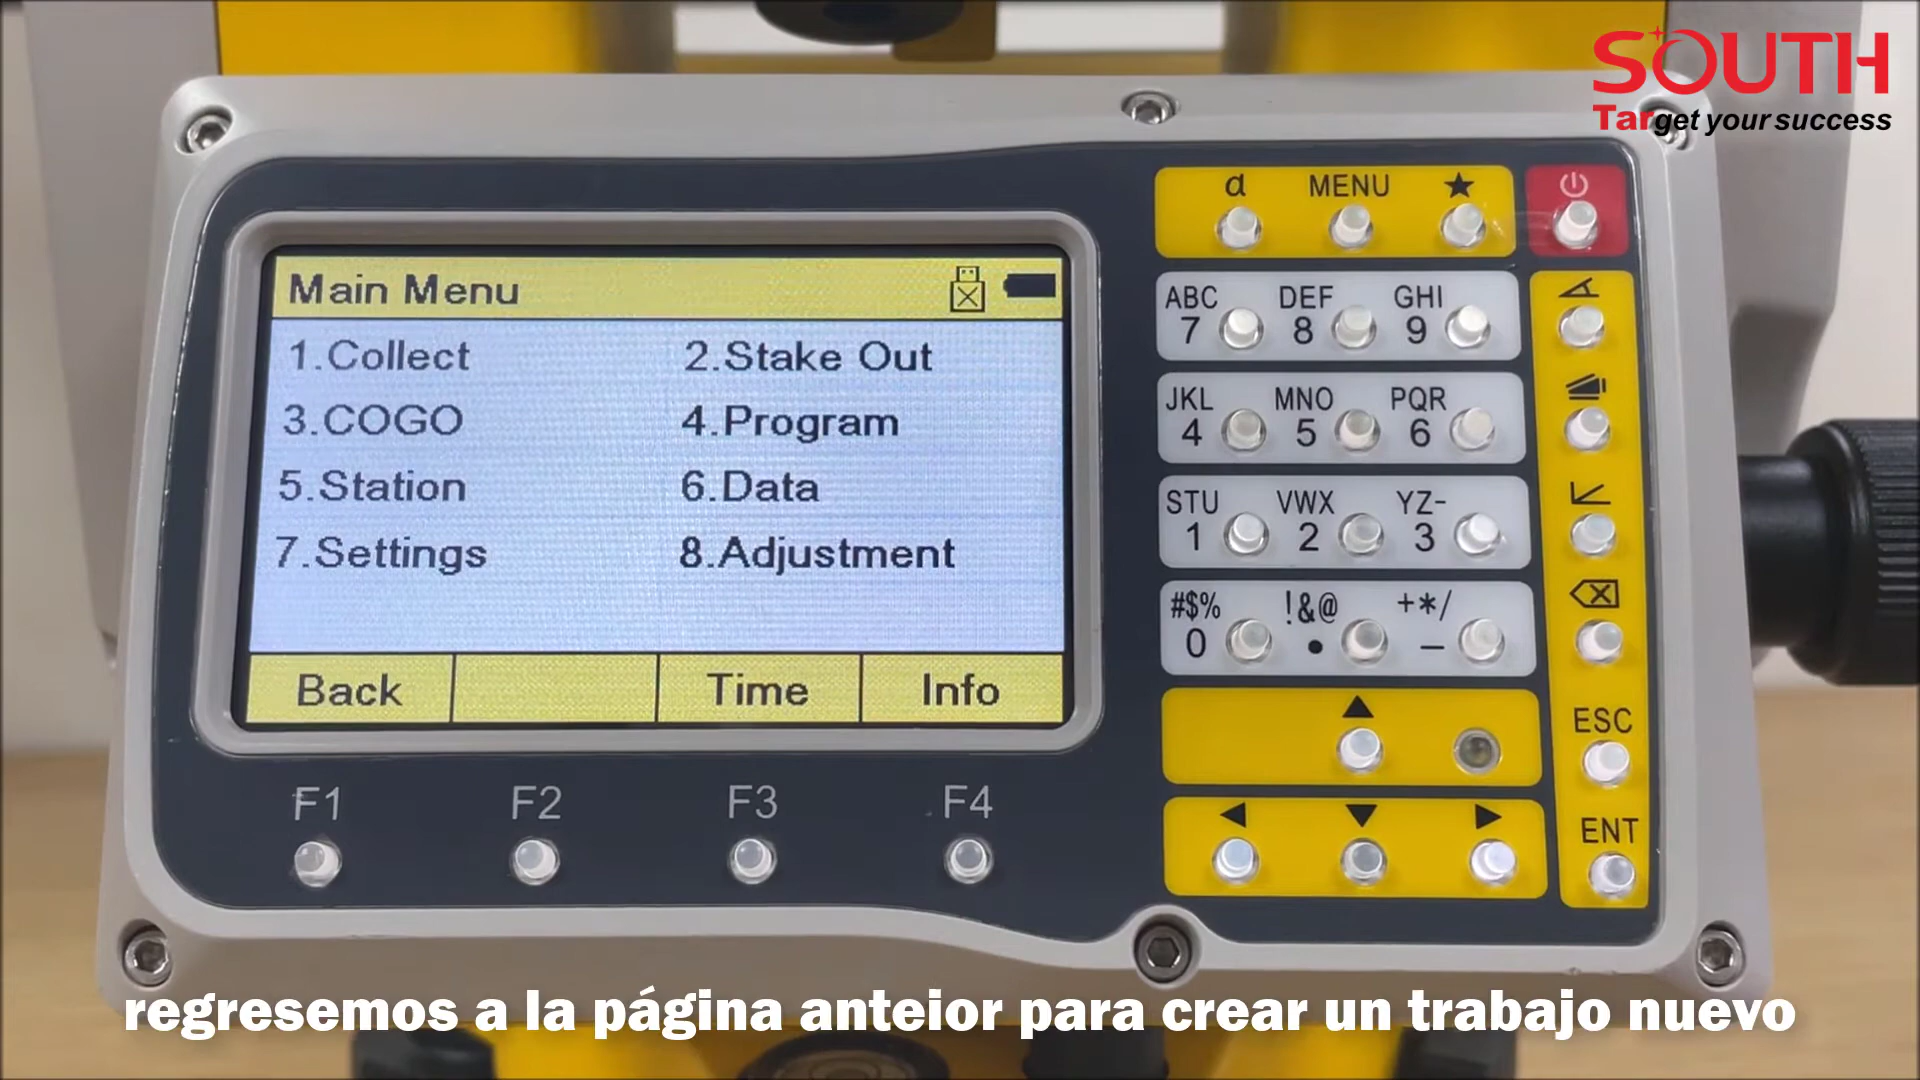 SOUTH
Target your success
α MENU ★
Main Menu
1.Collect 2.Stake Out
3.COGO 4.Program
5.Station 6.Data
7.Settings 8.Adjustment
Back Time Info
F1 F2 F3 F4
ABC DEF GHI
7 8 9
JKL MNO PQR
4 5 6
STU VWX YZ-
1 2 3
#$% !&@ +*/
0 • –
ESC
ENT
regresemos a la página anteior para crear un trabajo nuevo